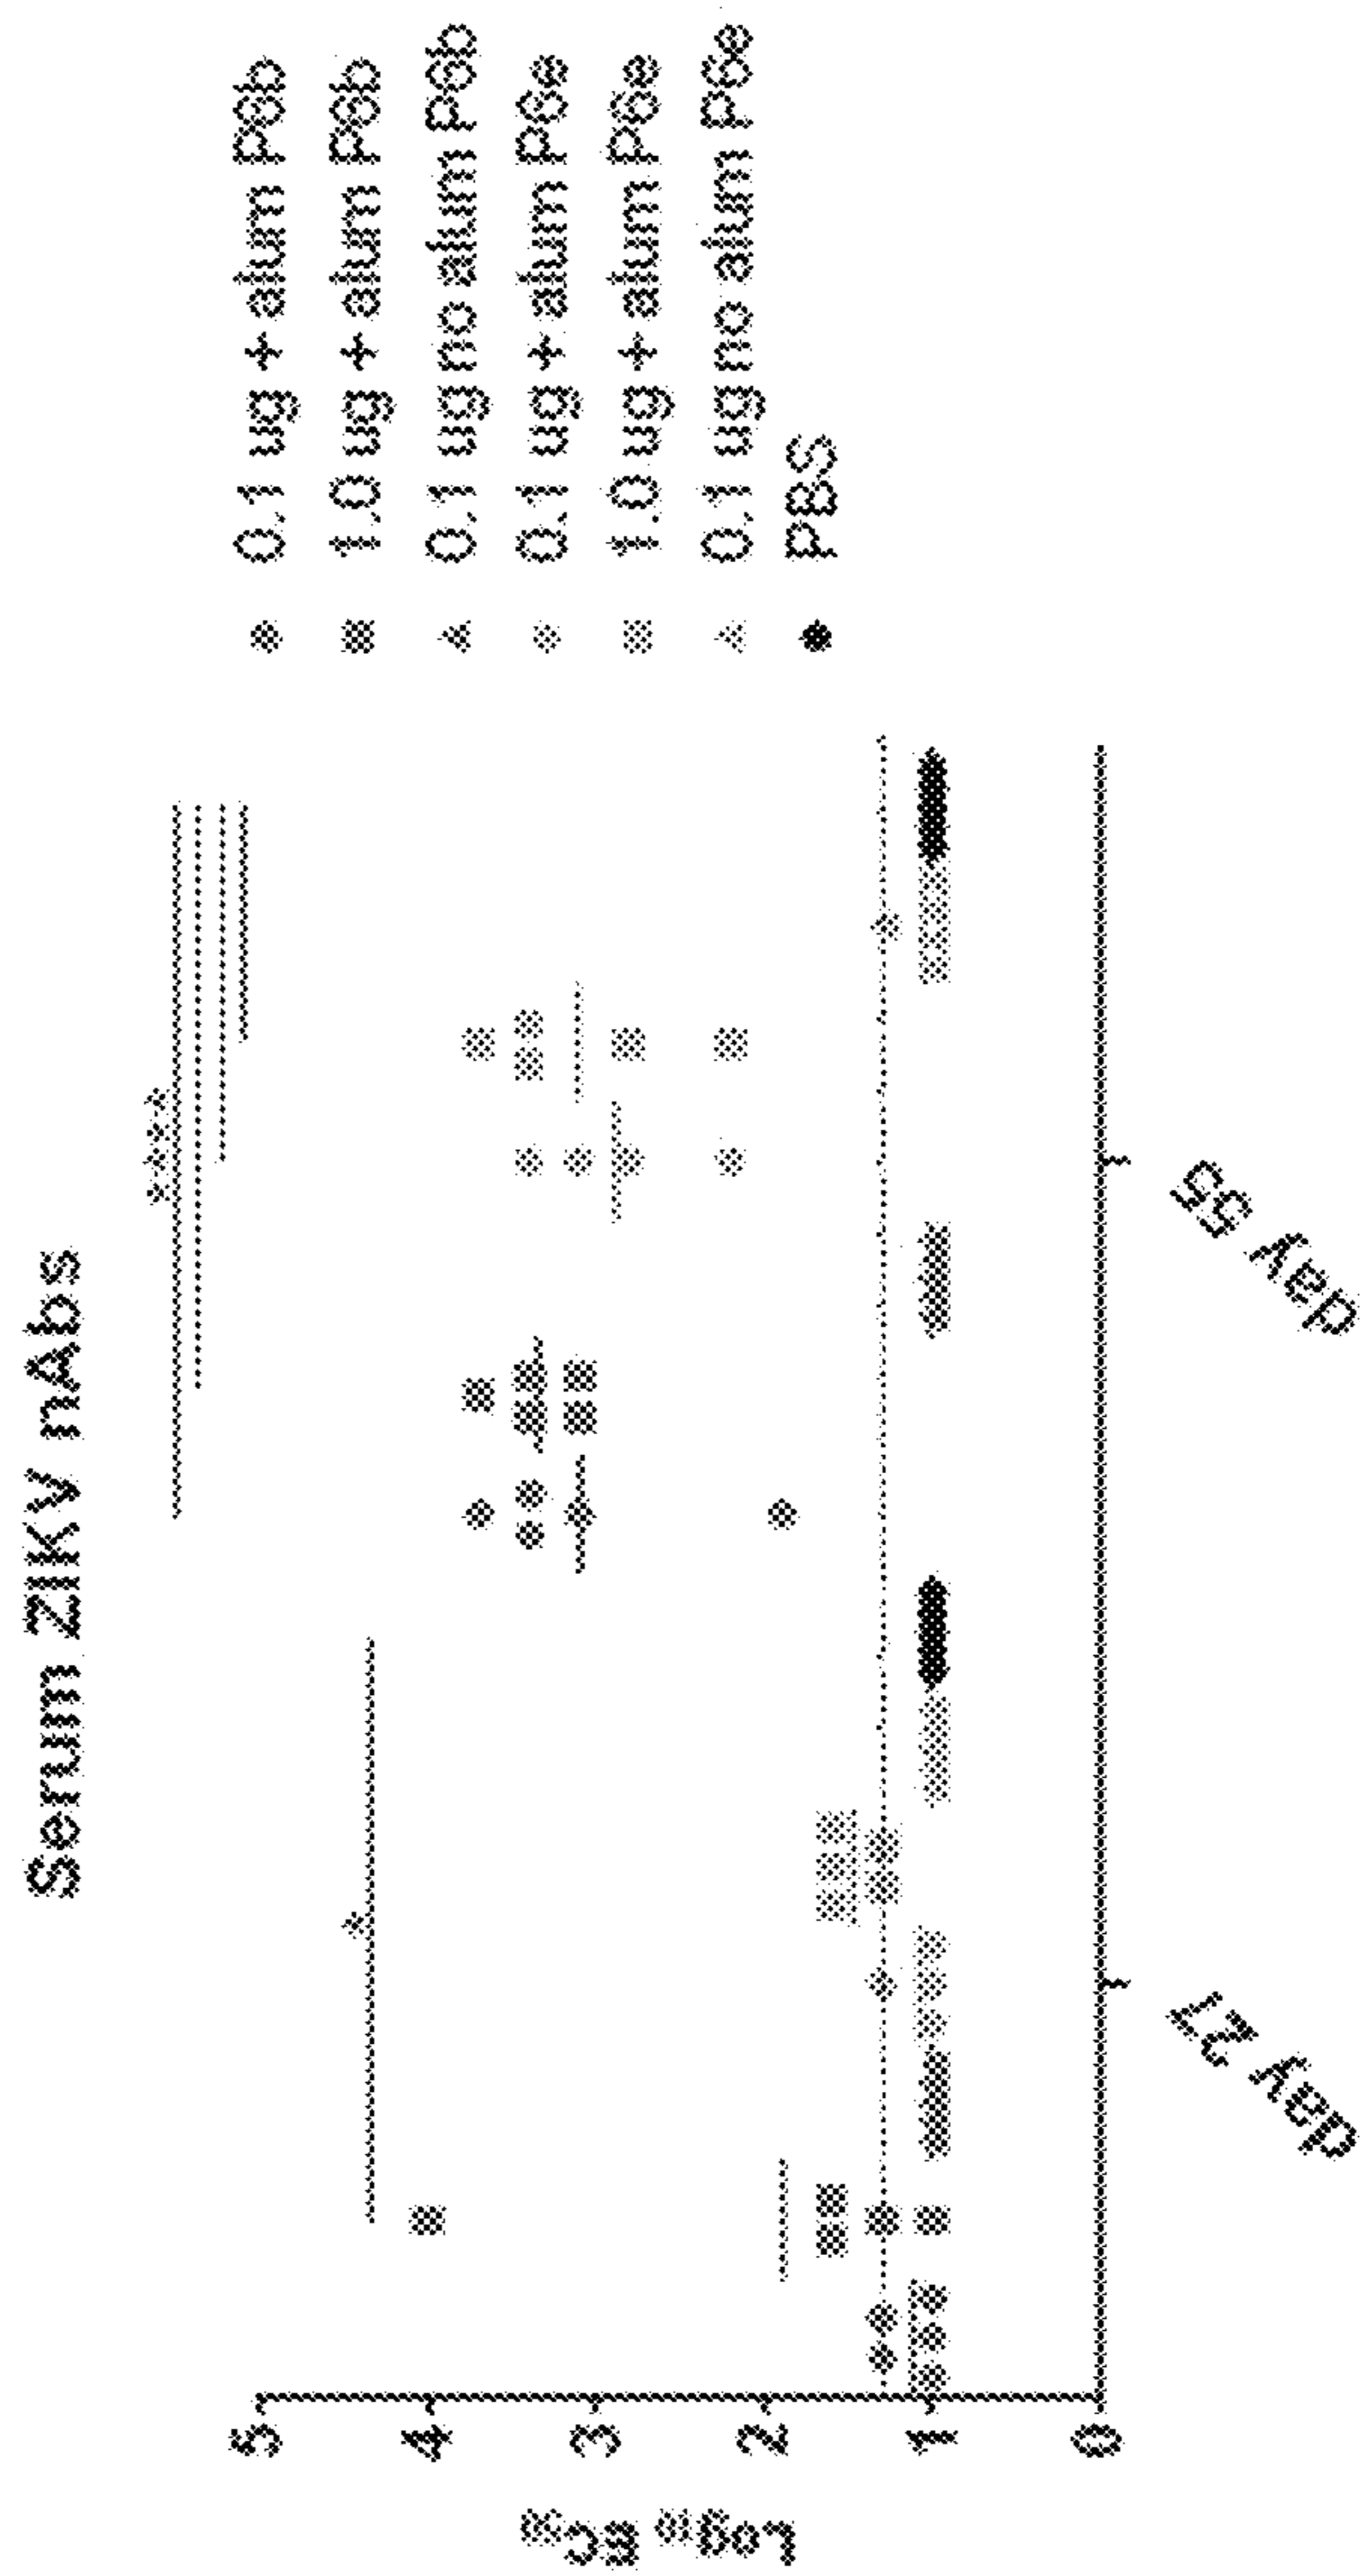 Serum ZIKV nAbs
****
*
Log10 EC50
5
4
3
2
1
0
day 27
day 55
0.1 ug + alum P6b
1.0 ug + alum P6b
0.1 ug no alum P6b
0.1 ug + alum P6e
1.0 ug + alum P6e
0.1 ug no alum P6e
PBS